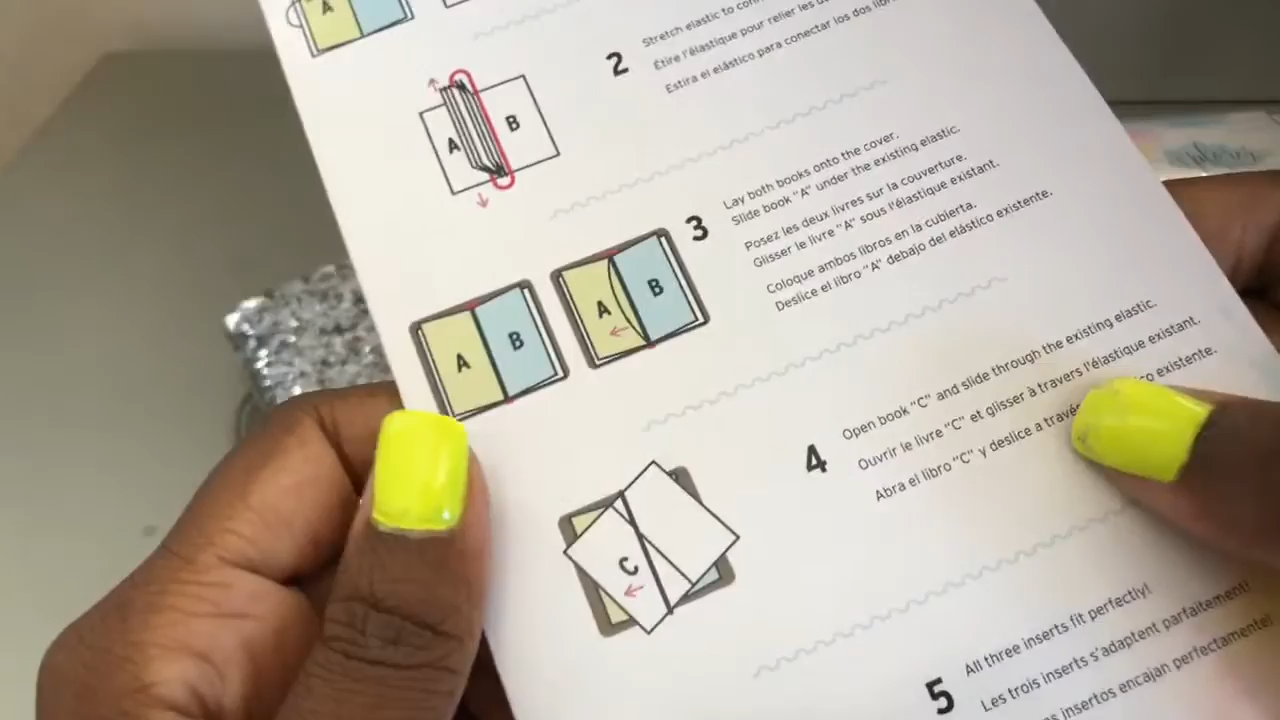 A
2
Stretch elastic to
Étire l'élastique pour relier les
Estira el elástico para conectar los dos
A
B
3
Lay both books onto the cover.
Slide book "A" under the existing elastic.
Posez les deux livres sur la couverture.
Glisser le livre "A" sous l'élastique existant.
Coloque ambos libros en la cubierta.
Deslice el libro "A" debajo del elástico existente.
A
B
A
B
4
Open book "C" and slide through the existing elastic.
Ouvrir le livre "C" et glisser à travers l'élastique existant.
Abra el libro "C" y deslice a existente.
C
5
All three inserts fit perfectly!
Les trois inserts s'adaptent parfaitement!
insertos encajan perfectamente!